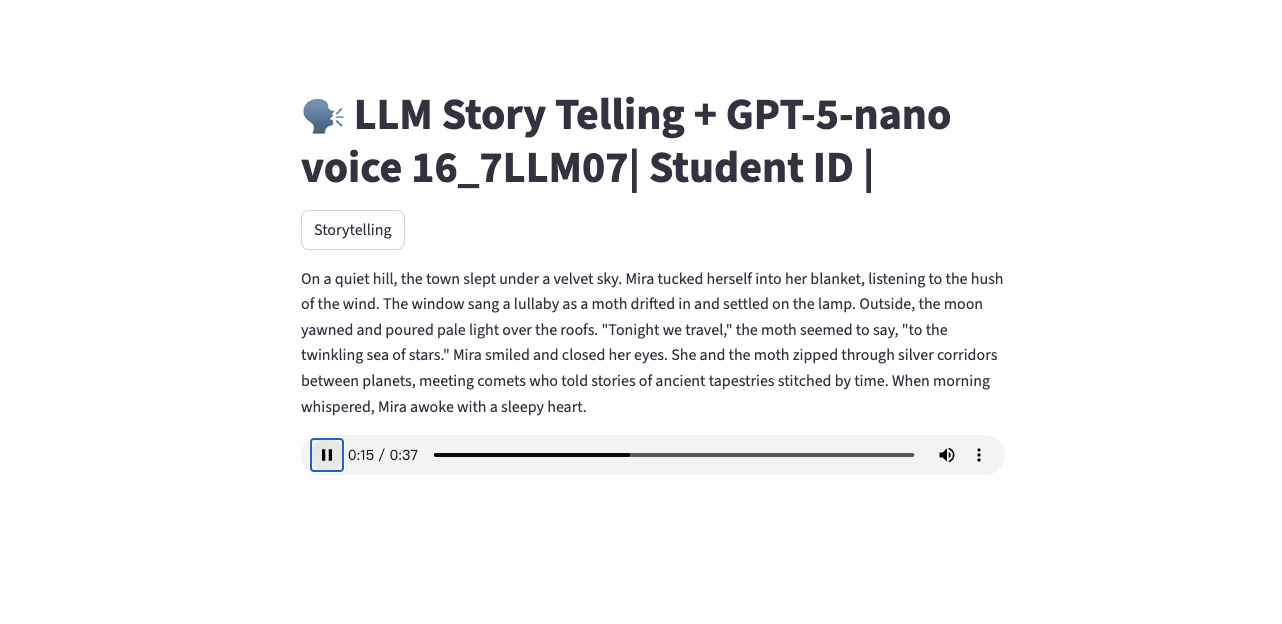 🗣️ LLM Story Telling + GPT-5-nano
voice 16_7LLM07| Student ID |
Storytelling
On a quiet hill, the town slept under a velvet sky. Mira tucked herself into her blanket, listening to the hush
of the wind. The window sang a lullaby as a moth drifted in and settled on the lamp. Outside, the moon
yawned and poured pale light over the roofs. "Tonight we travel," the moth seemed to say, "to the
twinkling sea of stars." Mira smiled and closed her eyes. She and the moth zipped through silver corridors
between planets, meeting comets who told stories of ancient tapestries stitched by time. When morning
whispered, Mira awoke with a sleepy heart.
0:15 / 0:37